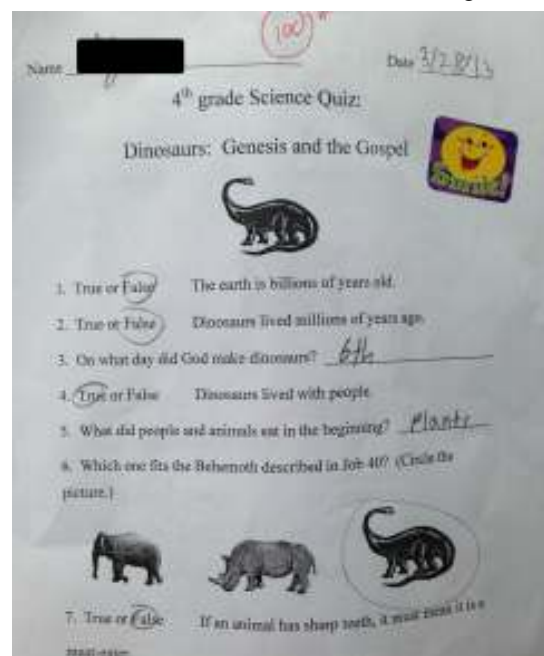 100
Name Date 3/28/13
4th grade Science Quiz:
Dinosaurs: Genesis and the Gospel
1. True or False The earth is billions of years old.
2. True or False Dinosaurs lived millions of years ago.
3. On what day did God make dinosaurs? 6th
4. True or False Dinosaurs lived with people.
5. What did people and animals eat in the beginning? Plants
6. Which one fits the Behemoth described in Job 40? (Circle the
picture.)
7. True or False If an animal has sharp teeth, it must mean it is a
meat-eater.